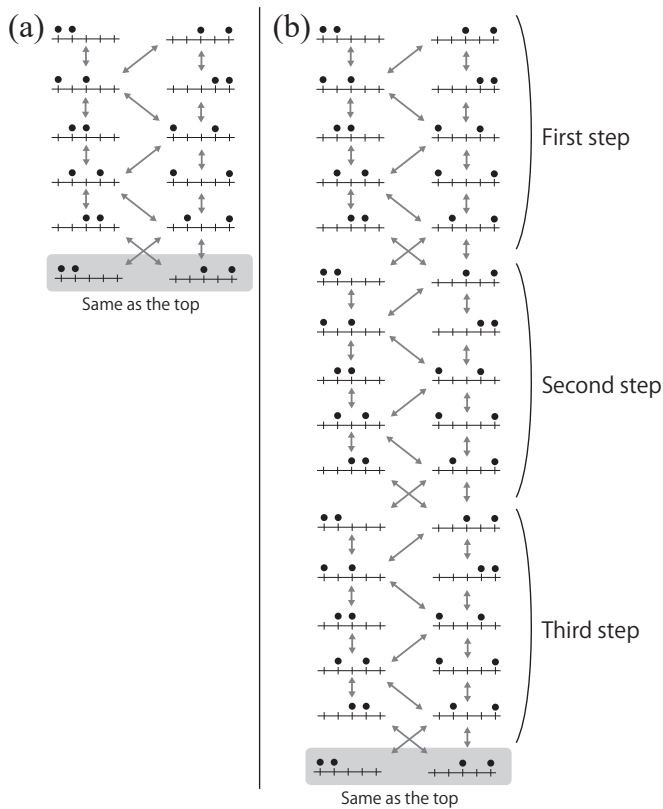 (a)
Same as the top
(b)
First step
Second step
Third step
Same as the top